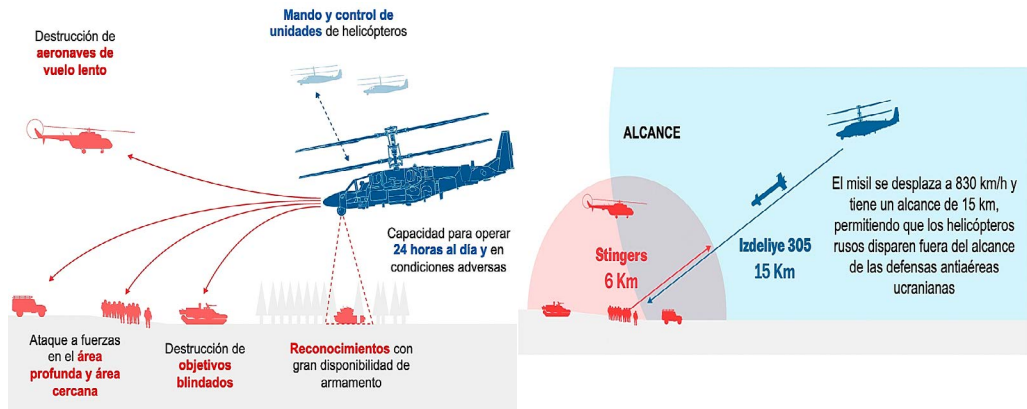 Mando y control de
unidades de helicópteros
Destrucción de
aeronaves de
vuelo lento
Capacidad para operar
24 horas al día y en
condiciones adversas
Ataque a fuerzas
en el área
profunda y área
cercana
Destrucción de
objetivos
blindados
Reconocimientos con
gran disponibilidad de
armamento
ALCANCE
Stingers
6 Km
Izdeliye 305
15 Km
El misil se desplaza a 830 km/h y
tiene un alcance de 15 km,
permitiendo que los helicópteros
rusos disparen fuera del alcance
de las defensas antiaéreas
ucranianas